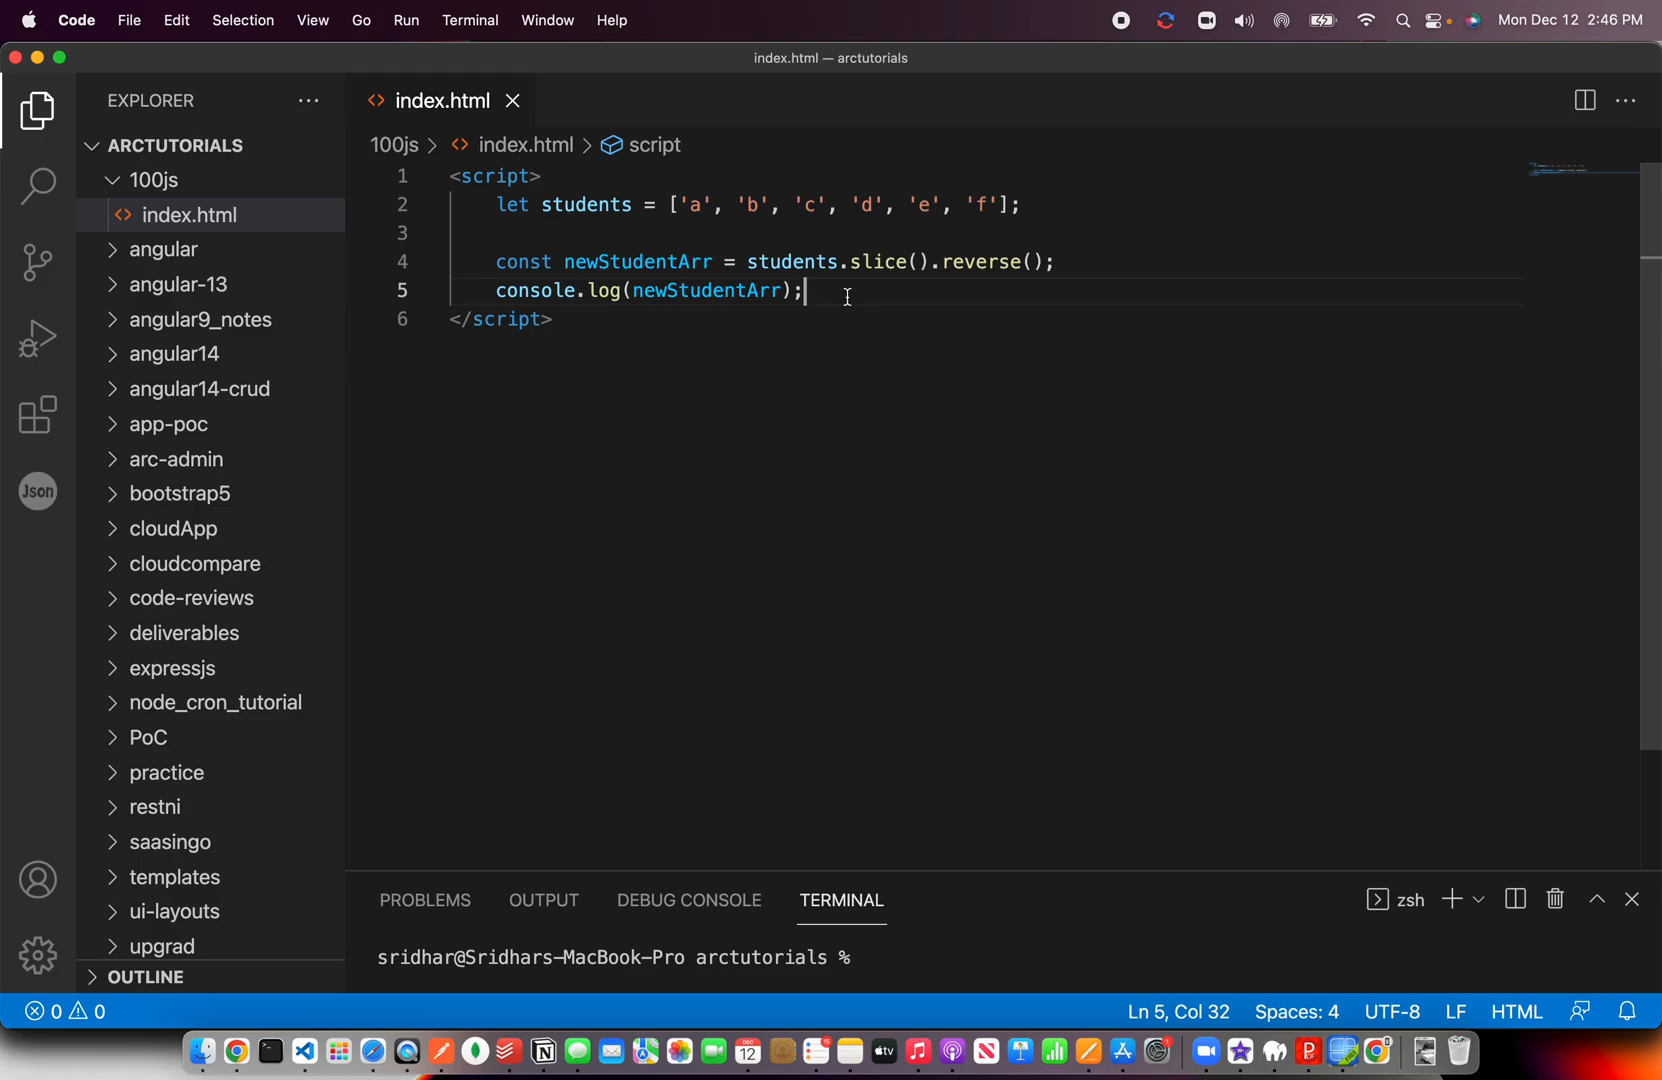 Code File Edit Selection View Go Run Terminal Window Help Mon Dec 12 2:46 PM
index.html — arctutorials
EXPLORER
index.html
ARCTUTORIALS
100js > index.html > script
100js
index.html
angular
angular-13
angular9_notes
angular14
angular14-crud
app-poc
arc-admin
bootstrap5
cloudApp
cloudcompare
code-reviews
deliverables
expressjs
node_cron_tutorial
PoC
practice
restni
saasingo
templates
ui-layouts
upgrad
OUTLINE
Json
1 <script>
2 let students = ['a', 'b', 'c', 'd', 'e', 'f'];
3
4 const newStudentArr = students.slice().reverse();
5 console.log(newStudentArr);
6 </script>
PROBLEMS OUTPUT DEBUG CONSOLE TERMINAL zsh
sridhar@Sridhars-MacBook-Pro arctutorials %
0 0 Ln 5, Col 32 Spaces: 4 UTF-8 LF HTML